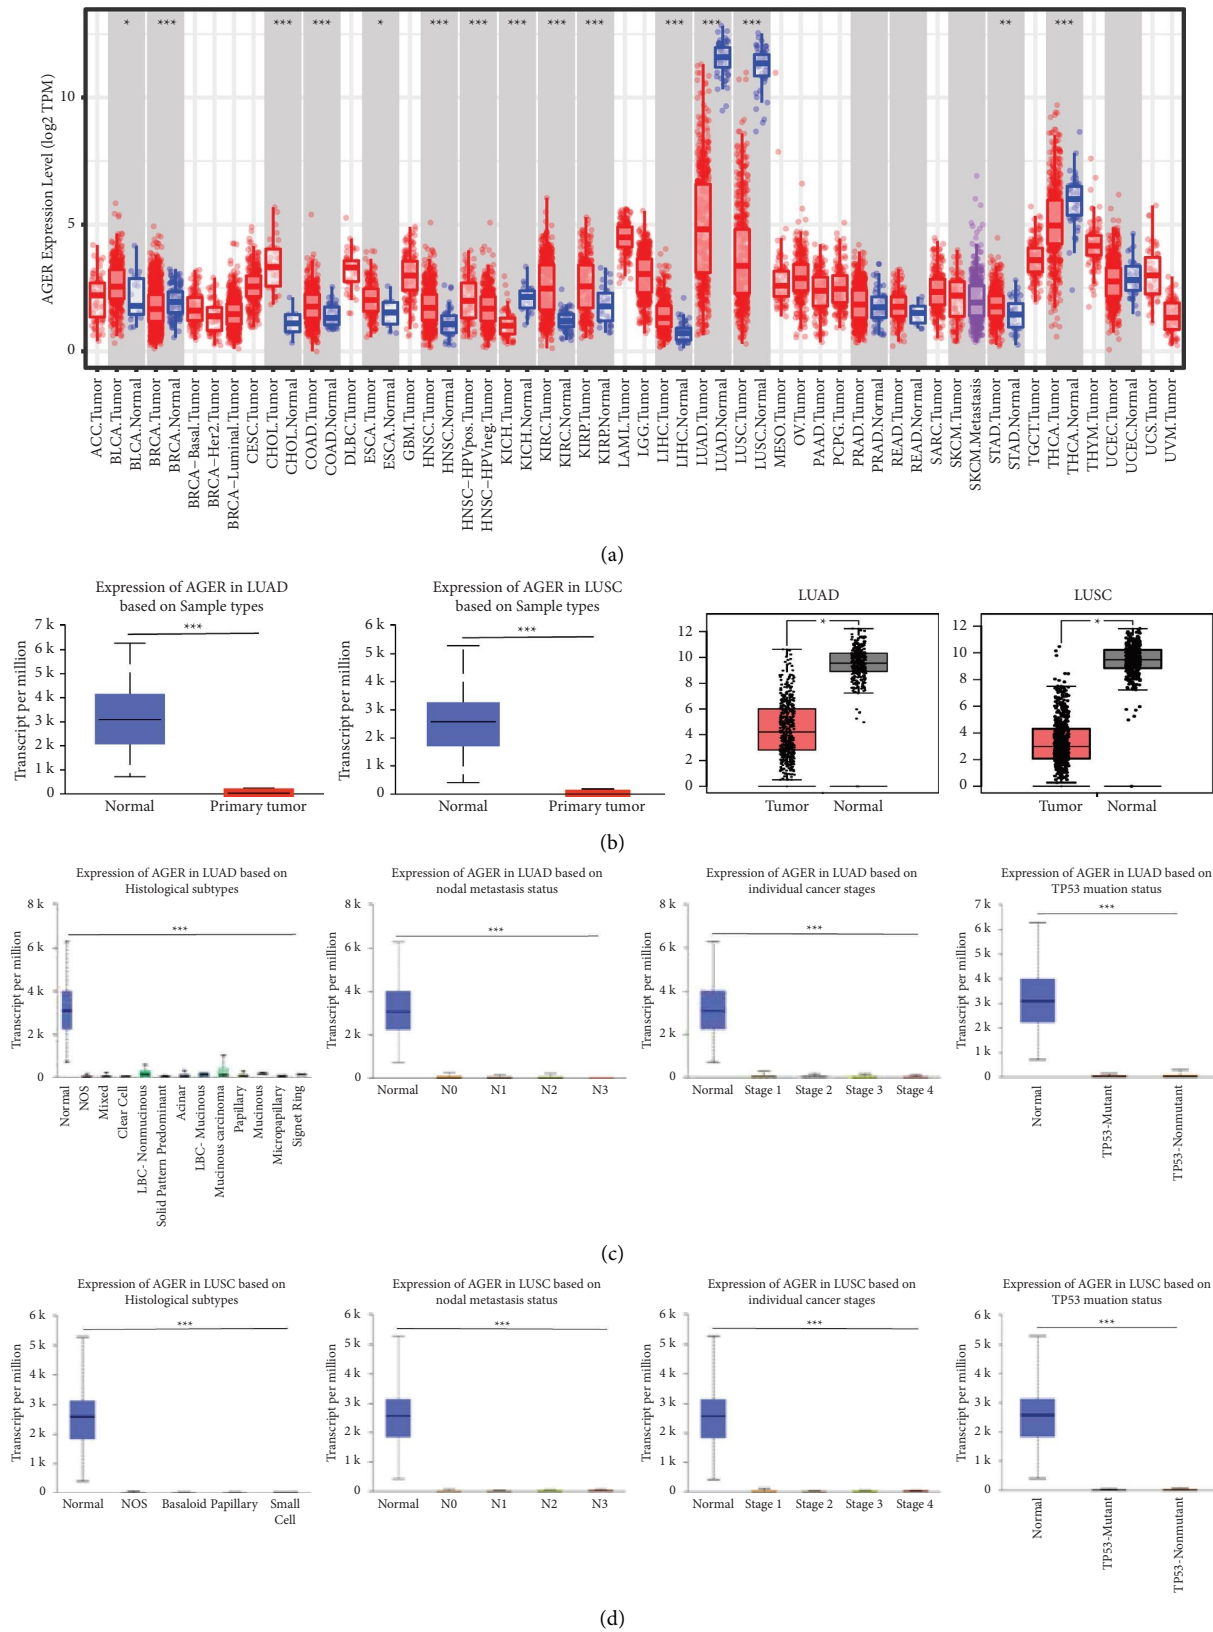 * *** *** *** * *** *** *** *** *** *** *** *** ** ***
AGER Expression Level (log2 TPM)
10
5
0
ACC.Tumor
BLCA.Tumor
BLCA.Normal
BRCA.Tumor
BRCA.Normal
BRCA−Basal.Tumor
BRCA−Her2.Tumor
BRCA−Luminal.Tumor
CESC.Tumor
CHOL.Tumor
CHOL.Normal
COAD.Tumor
COAD.Normal
DLBC.Tumor
ESCA.Tumor
ESCA.Normal
GBM.Tumor
HNSC.Tumor
HNSC.Normal
HNSC−HPVpos.Tumor
HNSC−HPVneg.Tumor
KICH.Tumor
KICH.Normal
KIRC.Tumor
KIRC.Normal
KIRP.Tumor
KIRP.Normal
LAML.Tumor
LGG.Tumor
LIHC.Tumor
LIHC.Normal
LUAD.Tumor
LUAD.Normal
LUSC.Tumor
LUSC.Normal
MESO.Tumor
OV.Tumor
PAAD.Tumor
PCPG.Tumor
PRAD.Tumor
PRAD.Normal
READ.Tumor
READ.Normal
SARC.Tumor
SKCM.Tumor
SKCM.Metastasis
STAD.Tumor
STAD.Normal
TGCT.Tumor
THCA.Tumor
THCA.Normal
THYM.Tumor
UCEC.Tumor
UCEC.Normal
UCS.Tumor
UVM.Tumor
(a)
Expression of AGER in LUAD
based on Sample types
Transcript per million
7 k
6 k
5 k
4 k
3 k
2 k
1 k
0
***
Normal Primary tumor
Expression of AGER in LUSC
based on Sample types
Transcript per million
6 k
5 k
4 k
3 k
2 k
1 k
0
***
Normal Primary tumor
LUAD
12
10
8
6
4
2
0
*
Tumor Normal
LUSC
12
10
8
6
4
2
0
*
Tumor Normal
(b)
Expression of AGER in LUAD based on
Histological subtypes
Transcript per million
8 k
6 k
4 k
2 k
0
***
Normal
NOS
Mixed
Clear Cell
LBC- Nonmucinous
Solid Pattern Predominant
Acinar
LBC- Mucinous
Mucinous carcinoma
Papillary
Mucinous
Micropapillary
Signet Ring
Expression of AGER in LUAD based on
nodal metastasis status
Transcript per million
8 k
6 k
4 k
2 k
0
***
Normal N0 N1 N2 N3
Expression of AGER in LUAD based on
individual cancer stages
Transcript per million
8 k
6 k
4 k
2 k
0
***
Normal Stage 1 Stage 2 Stage 3 Stage 4
Expression of AGER in LUAD based on
TP53 muation status
Transcript per million
7 k
6 k
5 k
4 k
3 k
2 k
1 k
0
***
Normal
TP53-Mutant
TP53-Nonmutant
(c)
Expression of AGER in LUSC based on
Histological subtypes
Transcript per million
6 k
5 k
4 k
3 k
2 k
1 k
0
***
Normal NOS Basaloid Papillary Small
Cell
Expression of AGER in LUSC based on
nodal metastasis status
Transcript per million
6 k
5 k
4 k
3 k
2 k
1 k
0
***
Normal N0 N1 N2 N3
Expression of AGER in LUSC based on
individual cancer stages
Transcript per million
6 k
5 k
4 k
3 k
2 k
1 k
0
***
Normal Stage 1 Stage 2 Stage 3 Stage 4
Expression of AGER in LUSC based on
TP53 muation status
Transcript per million
6 k
5 k
4 k
3 k
2 k
1 k
0
***
Normal
TP53-Mutant
TP53-Nonmutant
(d)